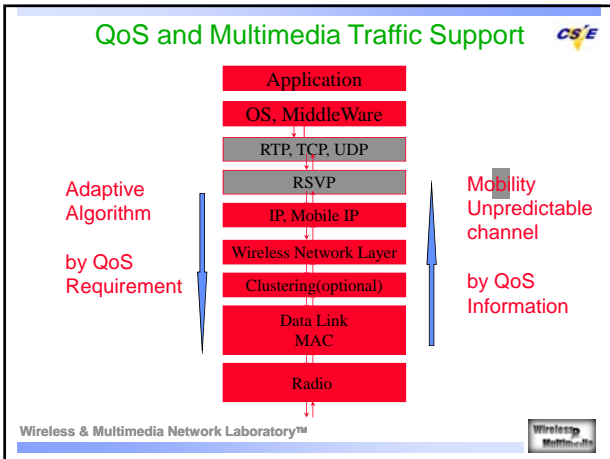 QoS and Multimedia Traffic Support
CS/E
Application
OS, MiddleWare
RTP, TCP, UDP
RSVP
IP, Mobile IP
Wireless Network Layer
Clustering(optional)
Data Link
MAC
Radio
Adaptive
Algorithm
by QoS
Requirement
Mobility
Unpredictable
channel
by QoS
Information
Wireless & Multimedia Network Laboratory™
Wireless
Multimedia